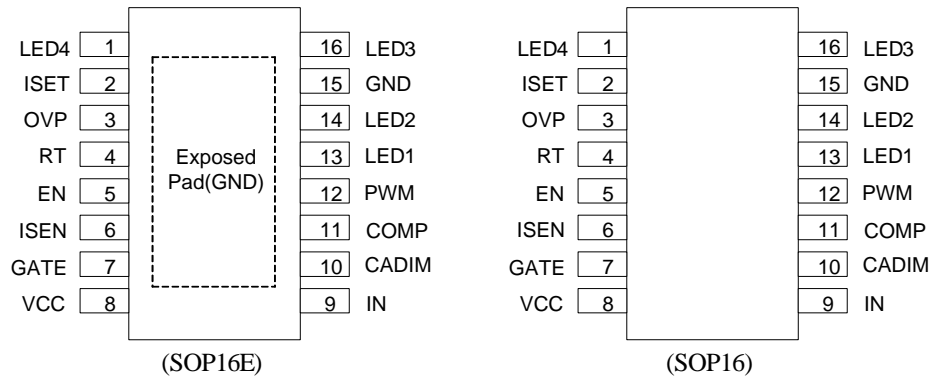 LED4 1 16 LED3 LED4 1 16 LED3
ISET 2 15 GND ISET 2 15 GND
OVP 3 14 LED2 OVP 3 14 LED2
RT 4 Exposed 13 LED1 RT 4 13 LED1
Pad(GND)
EN 5 12 PWM EN 5 12 PWM
ISEN 6 11 COMP ISEN 6 11 COMP
GATE 7 10 CADIM GATE 7 10 CADIM
VCC 8 9 IN VCC 8 9 IN
(SOP16E) (SOP16)